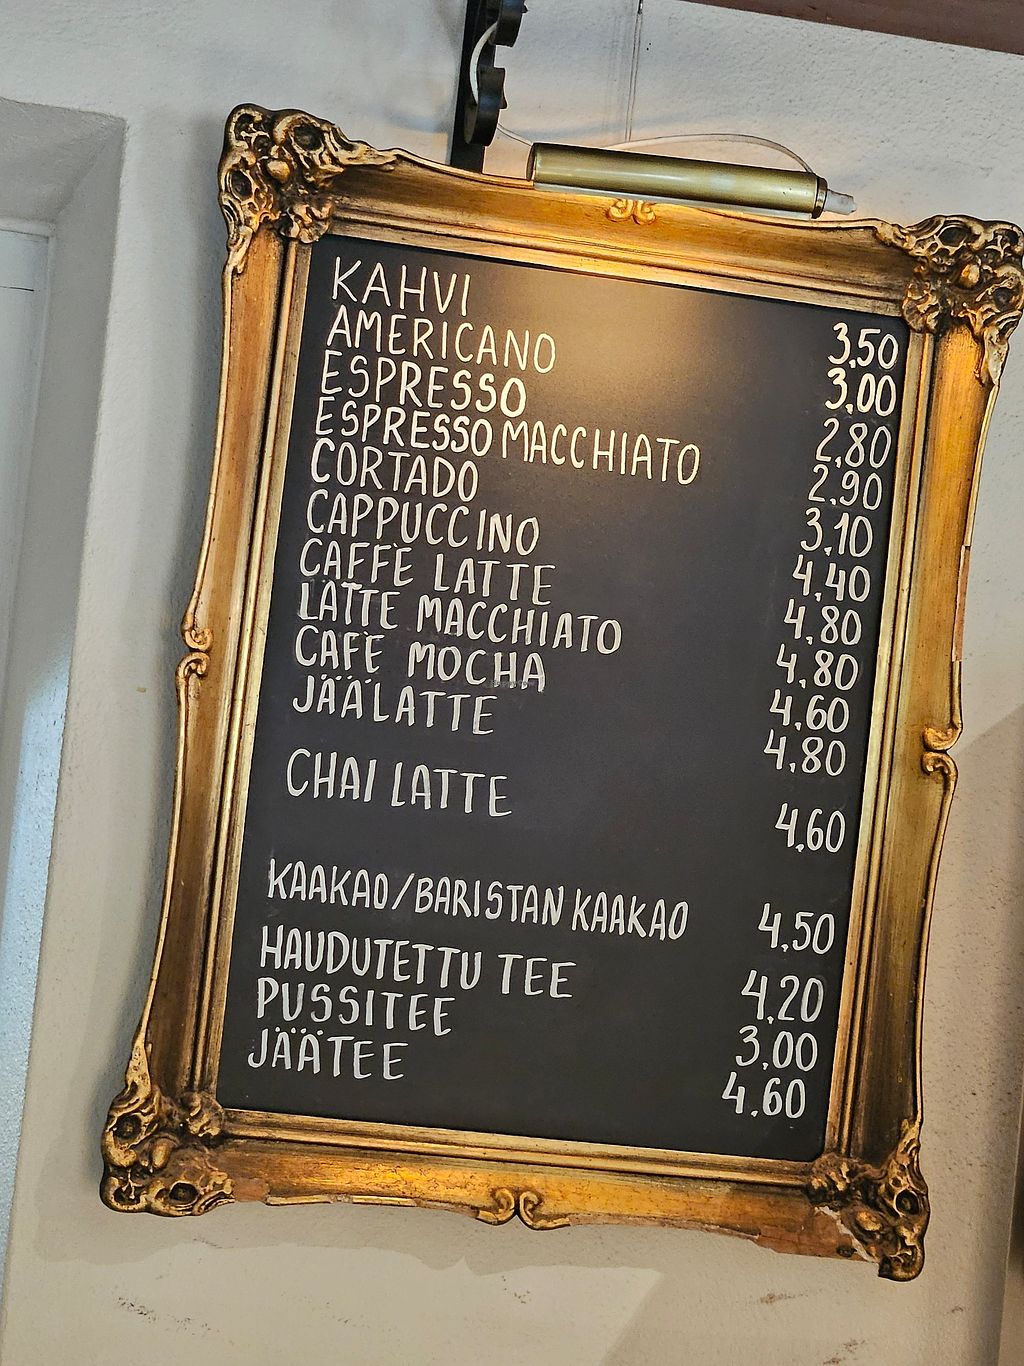 KAHVI 3.50
AMERICANO 3.00
ESPRESSO 2.80
ESPRESSO MACCHIATO 2.90
CORTADO 3.10
CAPPUCCINO 4.40
CAFFÈ LATTE 4.80
LATTE MACCHIATO 4.80
CAFÈ MOCHA 4.60
JÄÄLATTE 4.80
CHAI LATTE 4.60
KAAKAO/BARISTAN KAAKAO 4.50
HAUDUTETTU TEE 4.20
PUSSITEE 3.00
JÄÄTEE 4.60